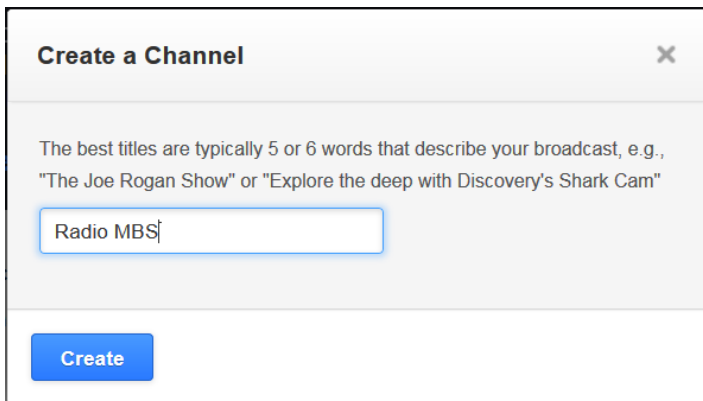 Create a Channel
The best titles are typically 5 or 6 words that describe your broadcast, e.g.,
"The Joe Rogan Show" or "Explore the deep with Discovery's Shark Cam"
Radio MBS
Create